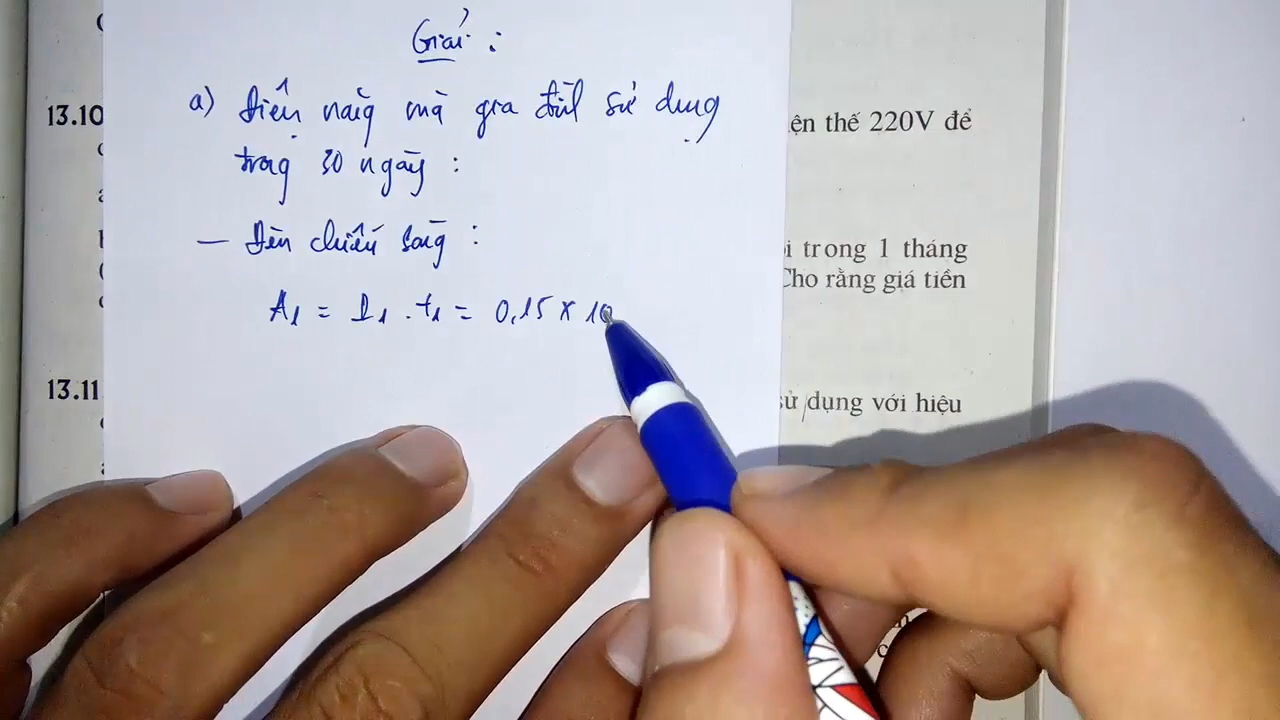 Giải :
13.10
a) Điện năng mà gia đình sử dụng
ện thế 220V để
trong 30 ngày :
- Đèn chiếu sáng :
i trong 1 tháng
Cho rằng giá tiền
A₁ = P₁ . t₁ = 0,15 x 10
13.11
sử dụng với hiệu